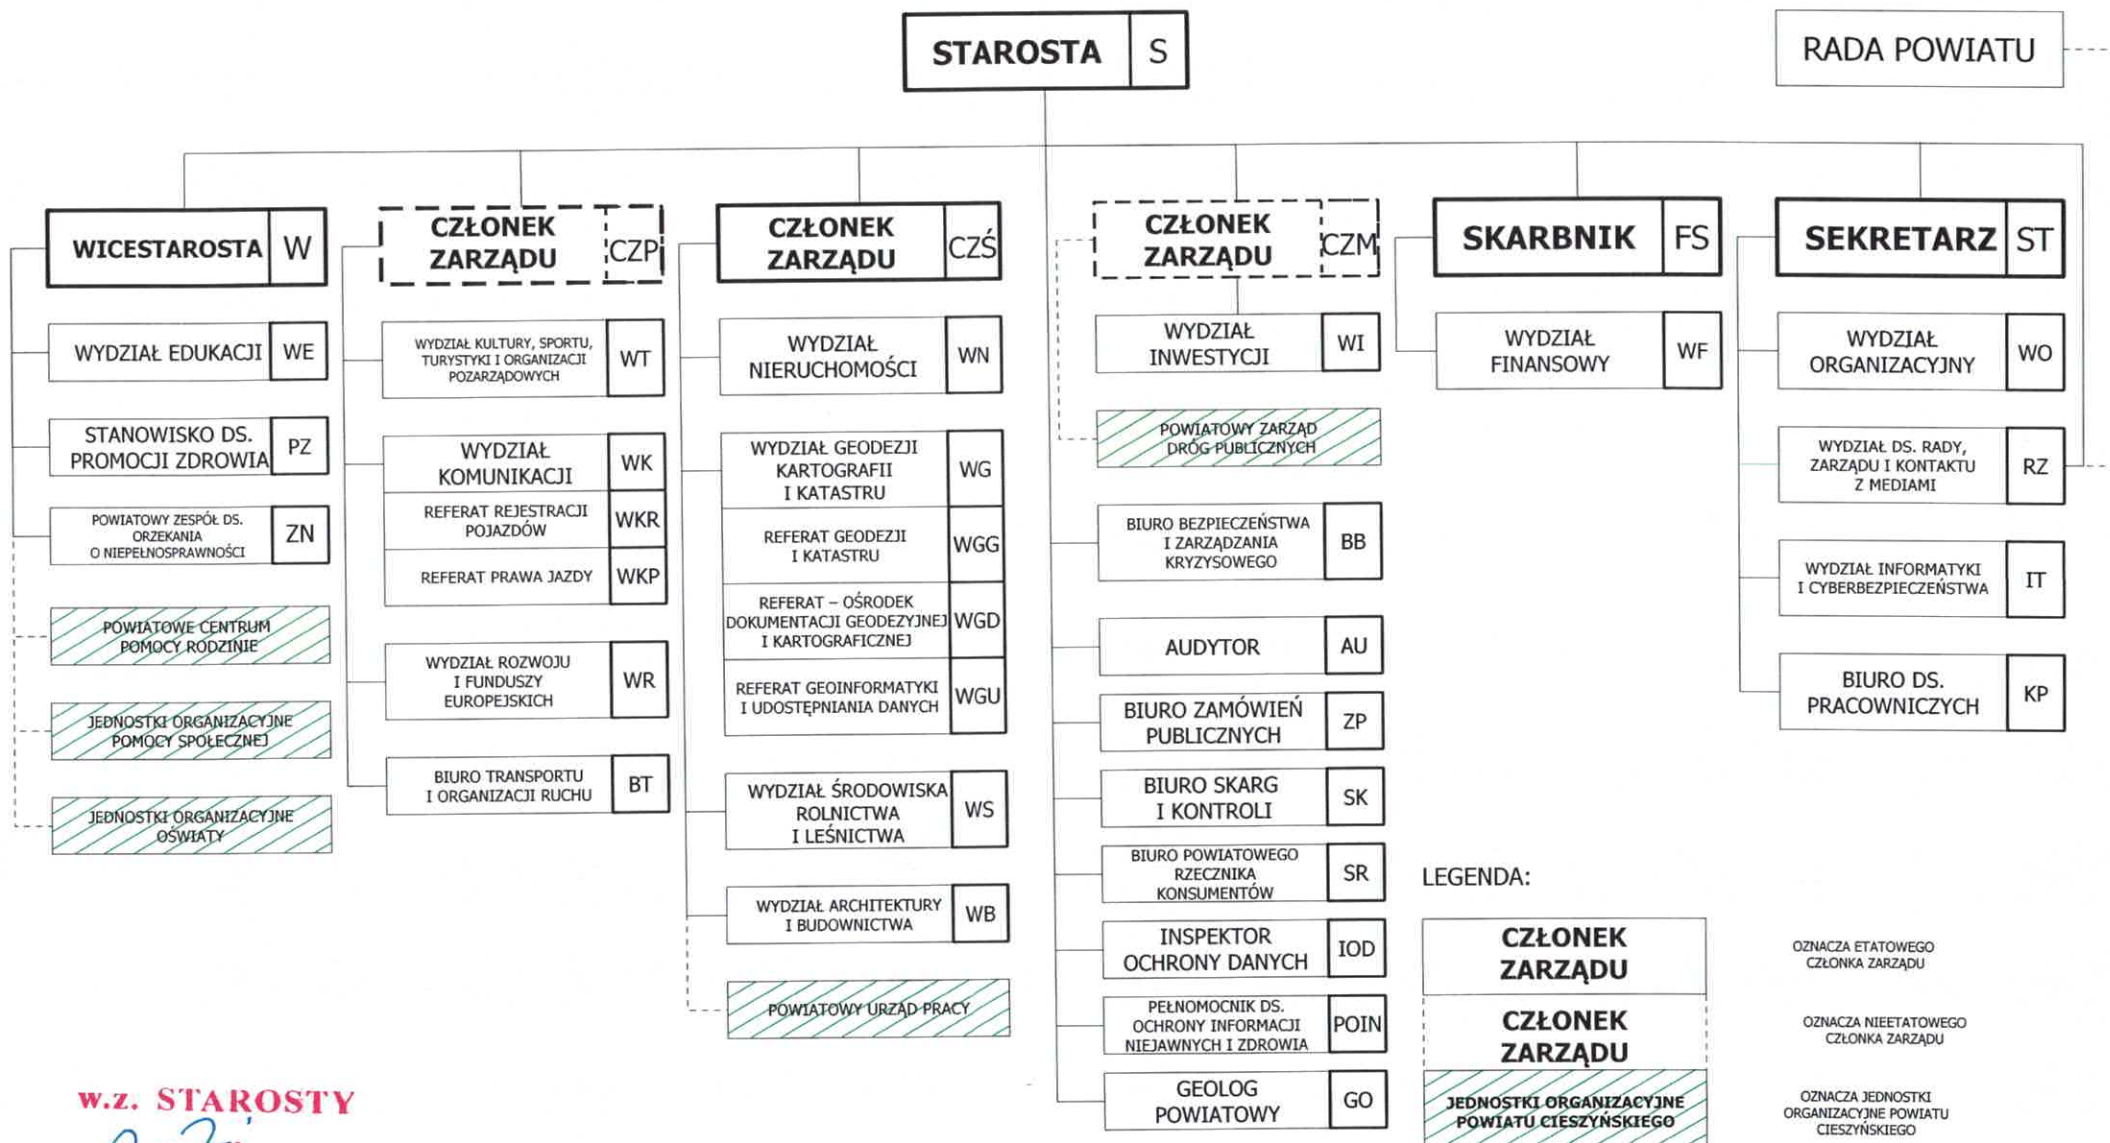 STAROSTA S
RADA POWIATU
WICESTAROSTA W
WYDZIAŁ EDUKACJI WE
STANOWISKO DS.
PROMOCJI ZDROWIA PZ
POWIATOWY ZESPÓŁ DS.
ORZEKANIA
O NIEPEŁNOSPRAWNOŚCI ZN
POWIATOWE CENTRUM
POMOCY RODZINIE
JEDNOSTKI ORGANIZACYJNE
POMOCY SPOŁECZNEJ
JEDNOSTKI ORGANIZACYJNE
OŚWIATY
CZŁONEK
ZARZĄDU CZP
WYDZIAŁ KULTURY, SPORTU,
TURYSTYKI I ORGANIZACJI
POZARZĄDOWYCH WT
WYDZIAŁ
KOMUNIKACJI WK
REFERAT REJESTRACJI
POJAZDÓW WKR
REFERAT PRAWA JAZDY WKP
WYDZIAŁ ROZWOJU
I FUNDUSZY
EUROPEJSKICH WR
BIURO TRANSPORTU
I ORGANIZACJI RUCHU BT
CZŁONEK
ZARZĄDU CZŚ
WYDZIAŁ
NIERUCHOMOŚCI WN
WYDZIAŁ GEODEZJI
KARTOGRAFII
I KATASTRU WG
REFERAT GEODEZJI
I KATASTRU WGG
REFERAT – OŚRODEK
DOKUMENTACJI GEODEZYJNEJ
I KARTOGRAFICZNEJ WGD
REFERAT GEOINFORMATYKI
I UDOSTĘPNIANIA DANYCH WGU
WYDZIAŁ ŚRODOWISKA
ROLNICTWA
I LEŚNICTWA WS
WYDZIAŁ ARCHITEKTURY
I BUDOWNICTWA WB
POWIATOWY URZĄD PRACY
CZŁONEK
ZARZĄDU CZM
WYDZIAŁ
INWESTYCJI WI
POWIATOWY ZARZĄD
DRÓG PUBLICZNYCH
BIURO BEZPIECZEŃSTWA
I ZARZĄDZANIA
KRYZYSOWEGO BB
AUDYTOR AU
BIURO ZAMÓWIEŃ
PUBLICZNYCH ZP
BIURO SKARG
I KONTROLI SK
BIURO POWIATOWEGO
RZECZNIKA
KONSUMENTÓW SR
INSPEKTOR
OCHRONY DANYCH IOD
PEŁNOMOCNIK DS.
OCHRONY INFORMACJI
NIEJAWNYCH I ZDROWIA POIN
GEOLOG
POWIATOWY GO
SKARBNIK FS
WYDZIAŁ
FINANSOWY WF
SEKRETARZ ST
WYDZIAŁ
ORGANIZACYJNY WO
WYDZIAŁ DS. RADY,
ZARZĄDU I KONTAKTU
Z MEDIAMI RZ
WYDZIAŁ INFORMATYKI
I CYBERBEZPIECZEŃSTWA IT
BIURO DS.
PRACOWNICZYCH KP
LEGENDA:
CZŁONEK
ZARZĄDU
OZNACZA ETATOWEGO
CZŁONKA ZARZĄDU
CZŁONEK
ZARZĄDU
OZNACZA NIEETATOWEGO
CZŁONKA ZARZĄDU
JEDNOSTKI ORGANIZACYJNE
POWIATU CIESZYŃSKIEGO
OZNACZA JEDNOSTKI
ORGANIZACYJNE POWIATU
CIESZYŃSKIEGO
w.z. STAROSTY